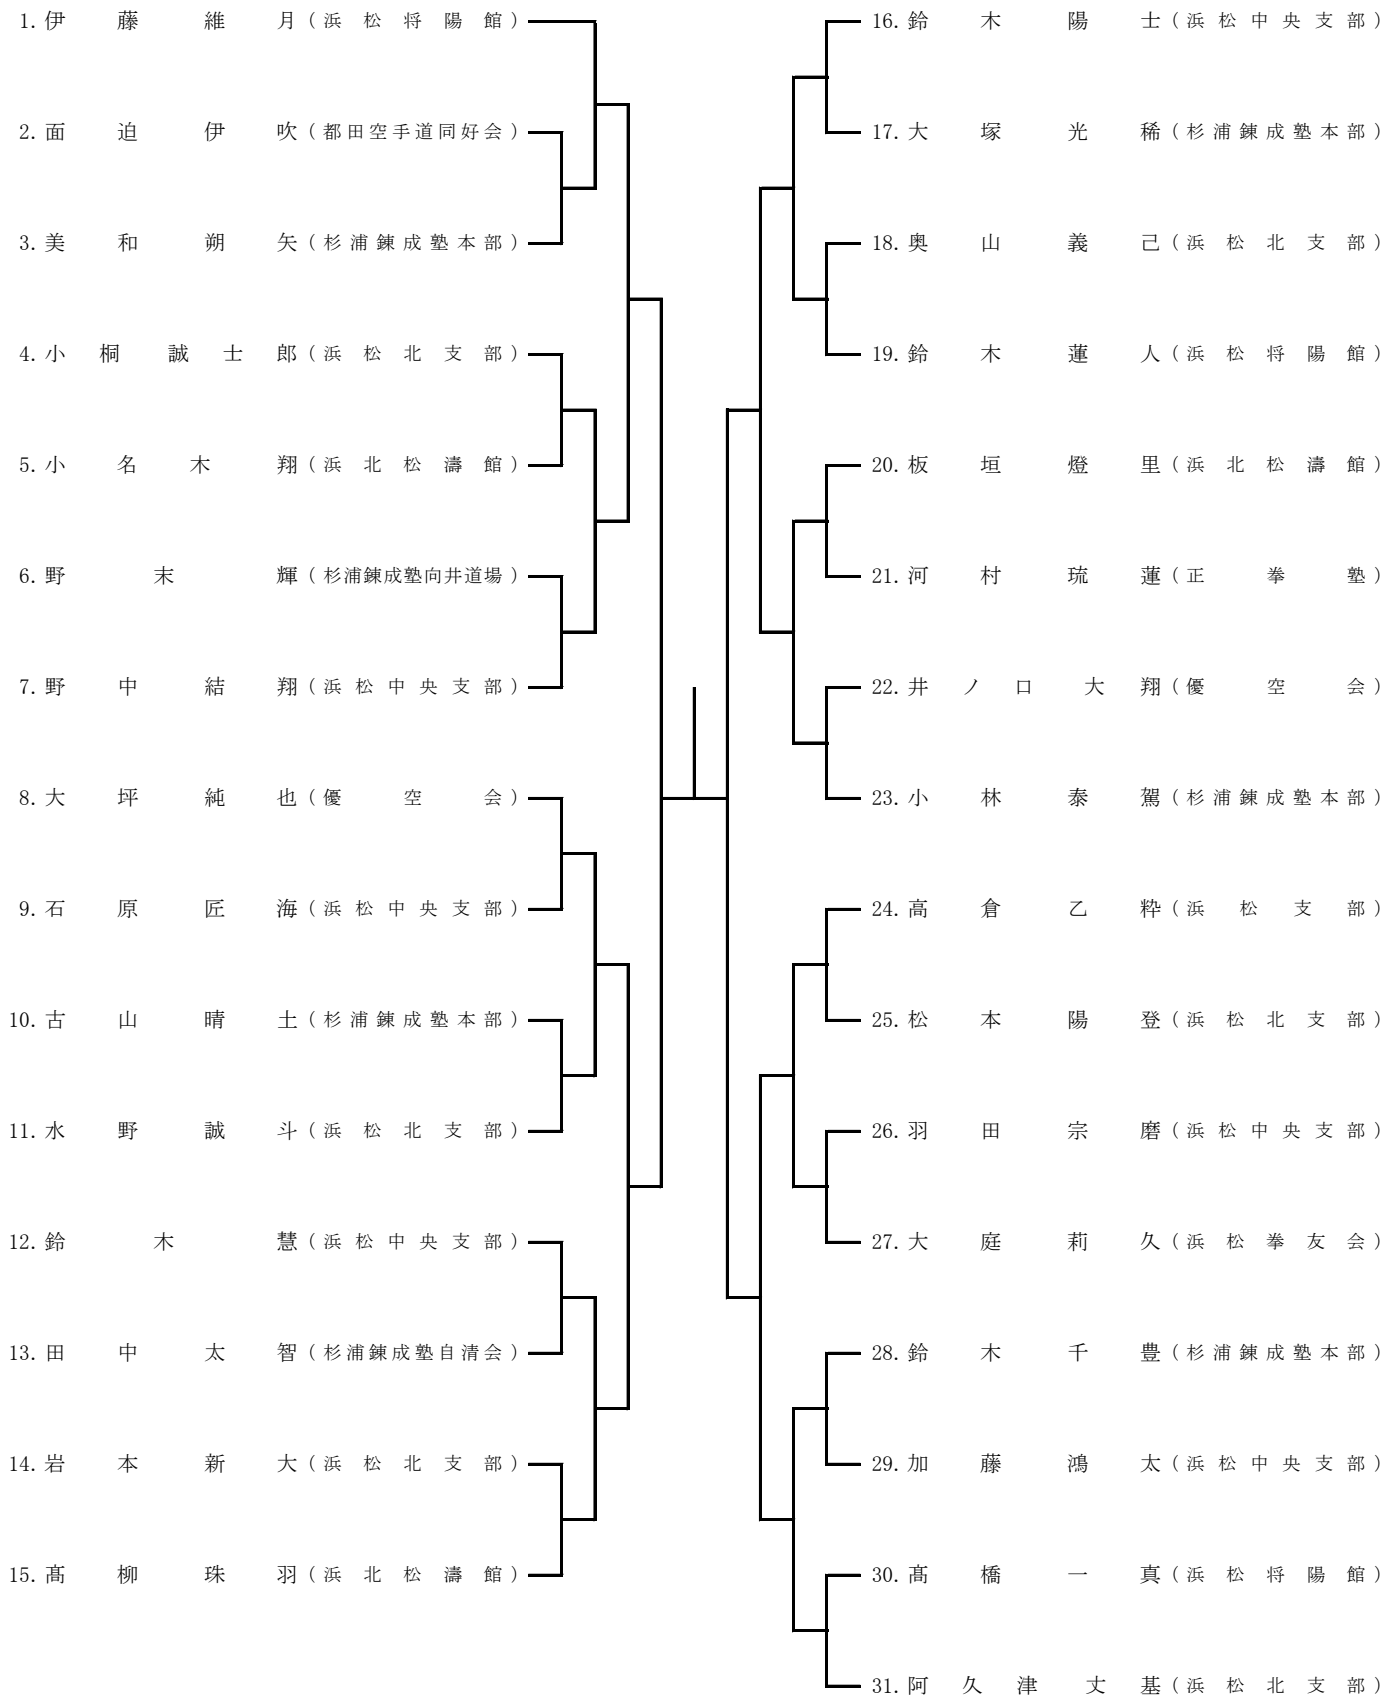 1. 伊藤維月(浜松将陽館)
2. 面迫伊吹(都田空手道同好会)
3. 美和朔矢(杉浦錬成塾本部)
4. 小桐誠士郎(浜松北支部)
5. 小名木翔(浜北松濤館)
6. 野末輝(杉浦錬成塾向井道場)
7. 野中結翔(浜松中央支部)
8. 大坪純也(優空会)
9. 石原匠海(浜松中央支部)
10. 古山晴土(杉浦錬成塾本部)
11. 水野誠斗(浜松北支部)
12. 鈴木慧(浜松中央支部)
13. 田中太智(杉浦錬成塾自清会)
14. 岩本新大(浜松北支部)
15. 髙柳珠羽(浜北松濤館)
16. 鈴木陽士(浜松中央支部)
17. 大塚光稀(杉浦錬成塾本部)
18. 奥山義己(浜松北支部)
19. 鈴木蓮人(浜松将陽館)
20. 板垣燈里(浜北松濤館)
21. 河村琉蓮(正拳塾)
22. 井ノ口大翔(優空会)
23. 小林泰駕(杉浦錬成塾本部)
24. 高倉乙粋(浜松支部)
25. 松本陽登(浜松北支部)
26. 羽田宗磨(浜松中央支部)
27. 大庭莉久(浜松拳友会)
28. 鈴木千豊(杉浦錬成塾本部)
29. 加藤鴻太(浜松中央支部)
30. 髙橋一真(浜松将陽館)
31. 阿久津丈基(浜松北支部)